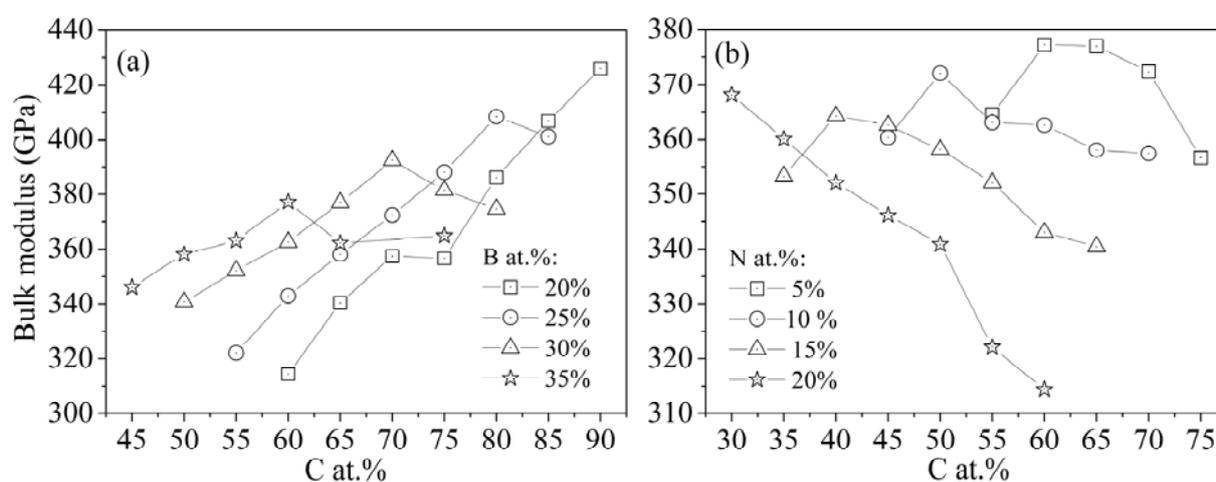 (a)
Bulk modulus (GPa)
440
420
400
380
360
340
320
300
B at.%:
20%
25%
30%
35%
45 50 55 60 65 70 75 80 85 90
C at.%
(b)
380
370
360
350
340
330
320
310
N at.%:
5%
10 %
15%
20%
30 35 40 45 50 55 60 65 70 75
C at.%